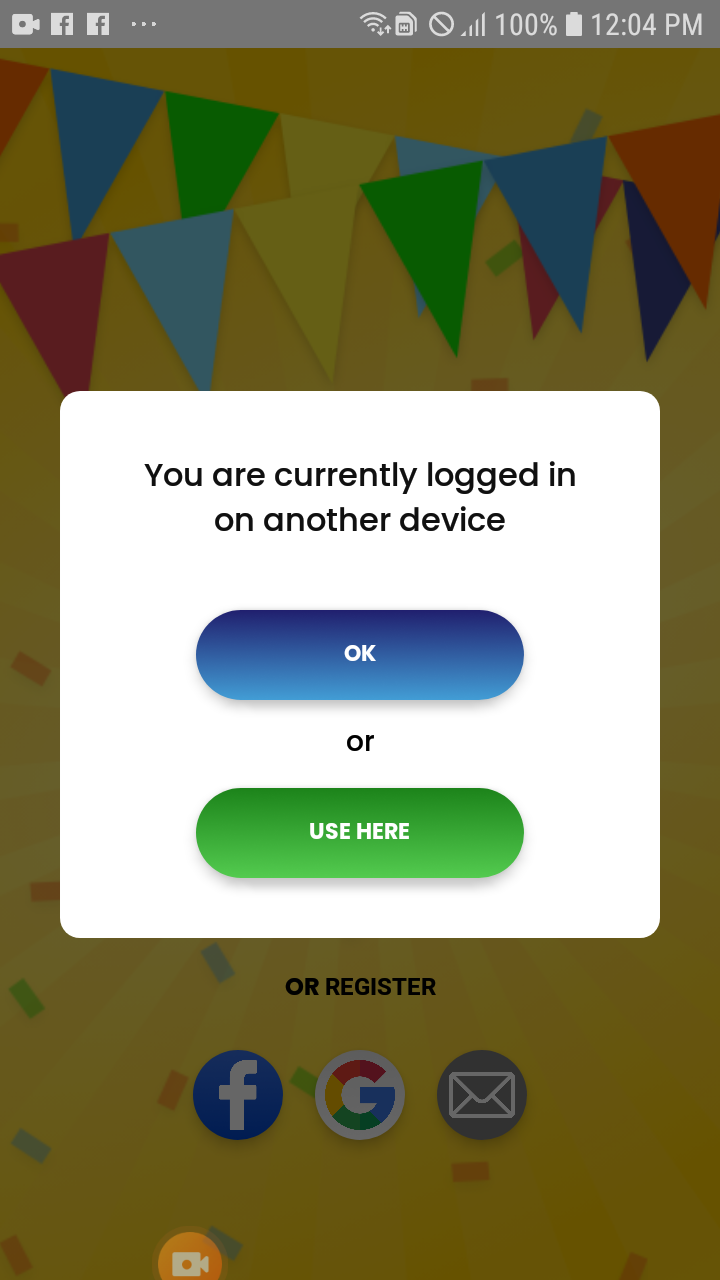 100% 12:04 PM
You are currently logged in
on another device
OK
or
USE HERE
OR REGISTER